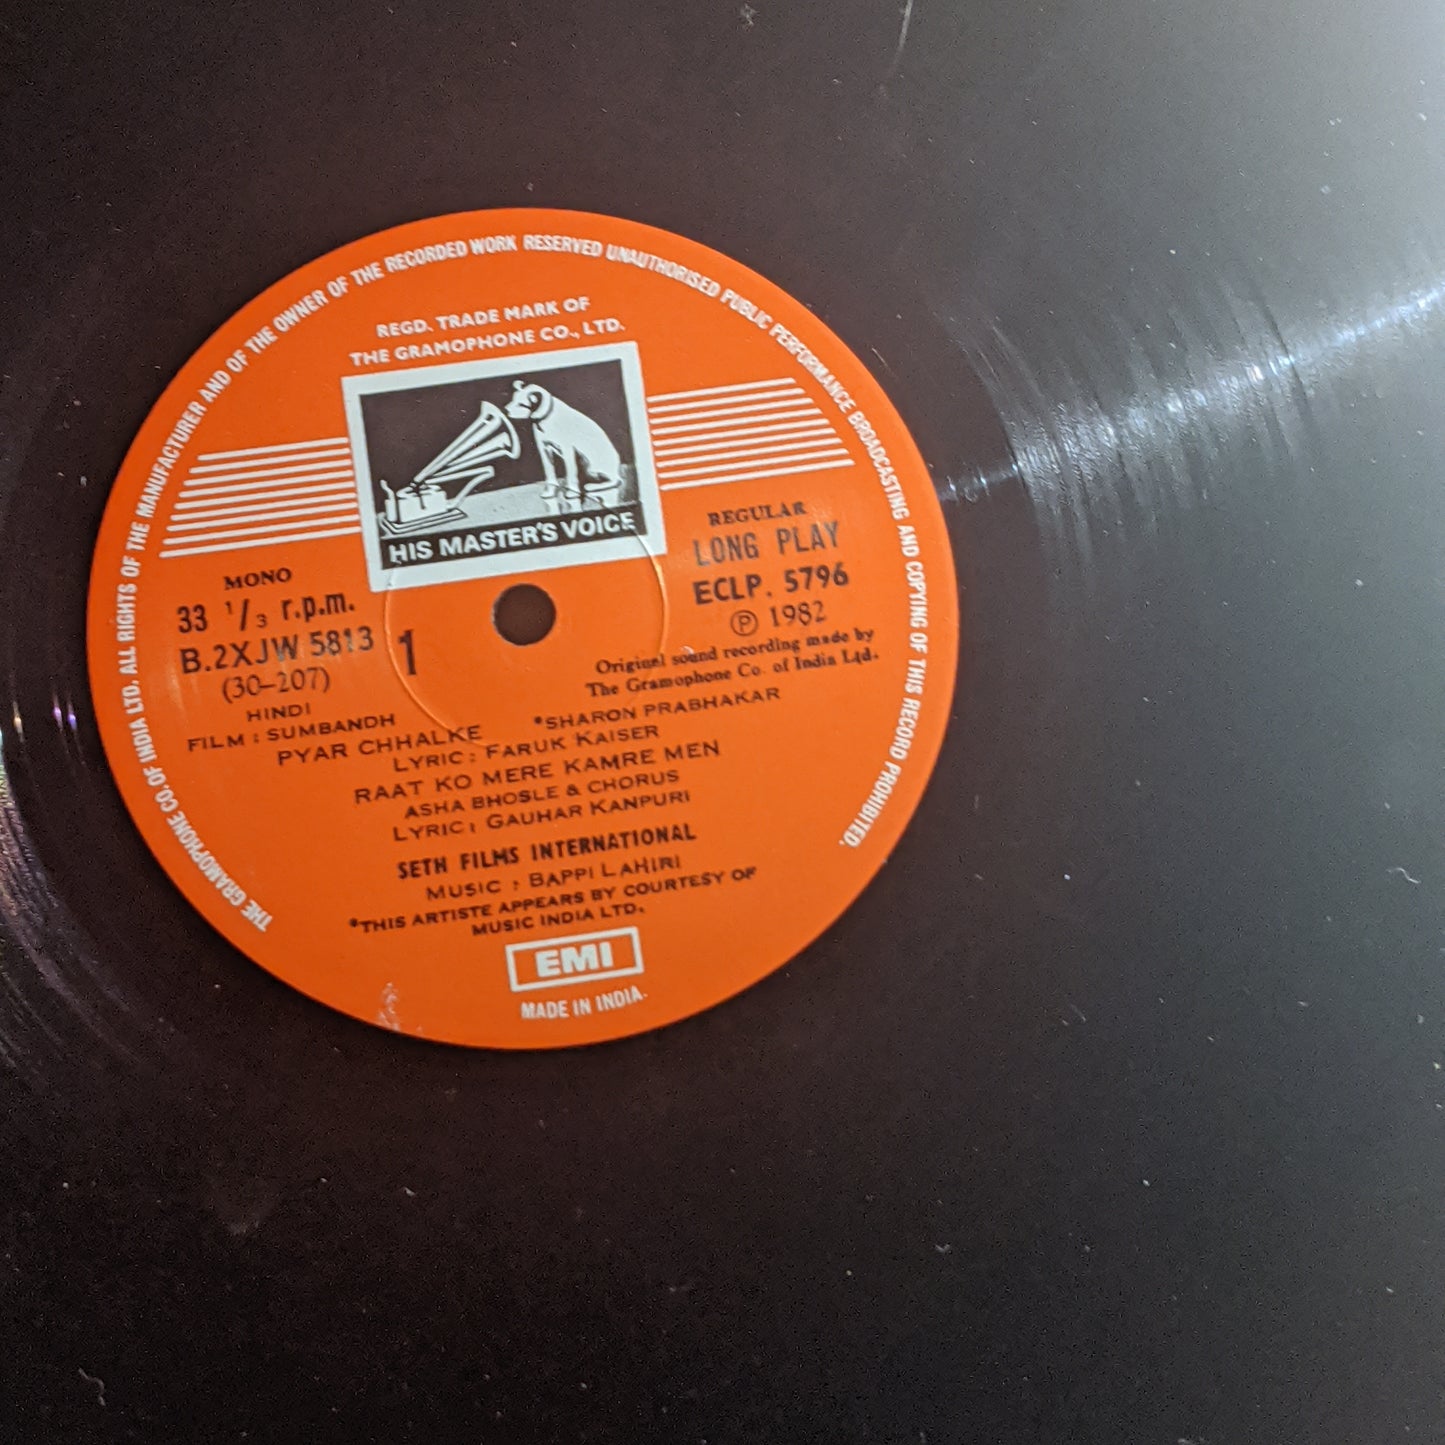 THE GRAMOPHONE CO. OF INDIA LTD. ALL RIGHTS OF THE MANUFACTURER AND OF THE OWNER OF THE RECORDED WORK RESERVED UNAUTHORISED PUBLIC PERFORMANCE BROADCASTING AND COPYING OF THIS RECORD PROHIBITED.
REGD. TRADE MARK OF
THE GRAMOPHONE CO., LTD.
HIS MASTER'S VOICE
MONO
33 1/3 r.p.m.
B.2XJW 5813
(30–207)
1
REGULAR
LONG PLAY
ECLP. 5796
Ⓟ 1982
Original sound recording made by
The Gramophone Co. of India Ltd.
HINDI
FILM : SUMBANDH
PYAR CHHALKE *SHARON PRABHAKAR
LYRIC : FARUK KAISER
RAAT KO MERE KAMRE MEN
ASHA BHOSLE & CHORUS
LYRIC : GAUHAR KANPURI
SETH FILMS INTERNATIONAL
MUSIC : BAPPI LAHIRI
*THIS ARTISTE APPEARS BY COURTESY OF
MUSIC INDIA LTD.
EMI
MADE IN INDIA.